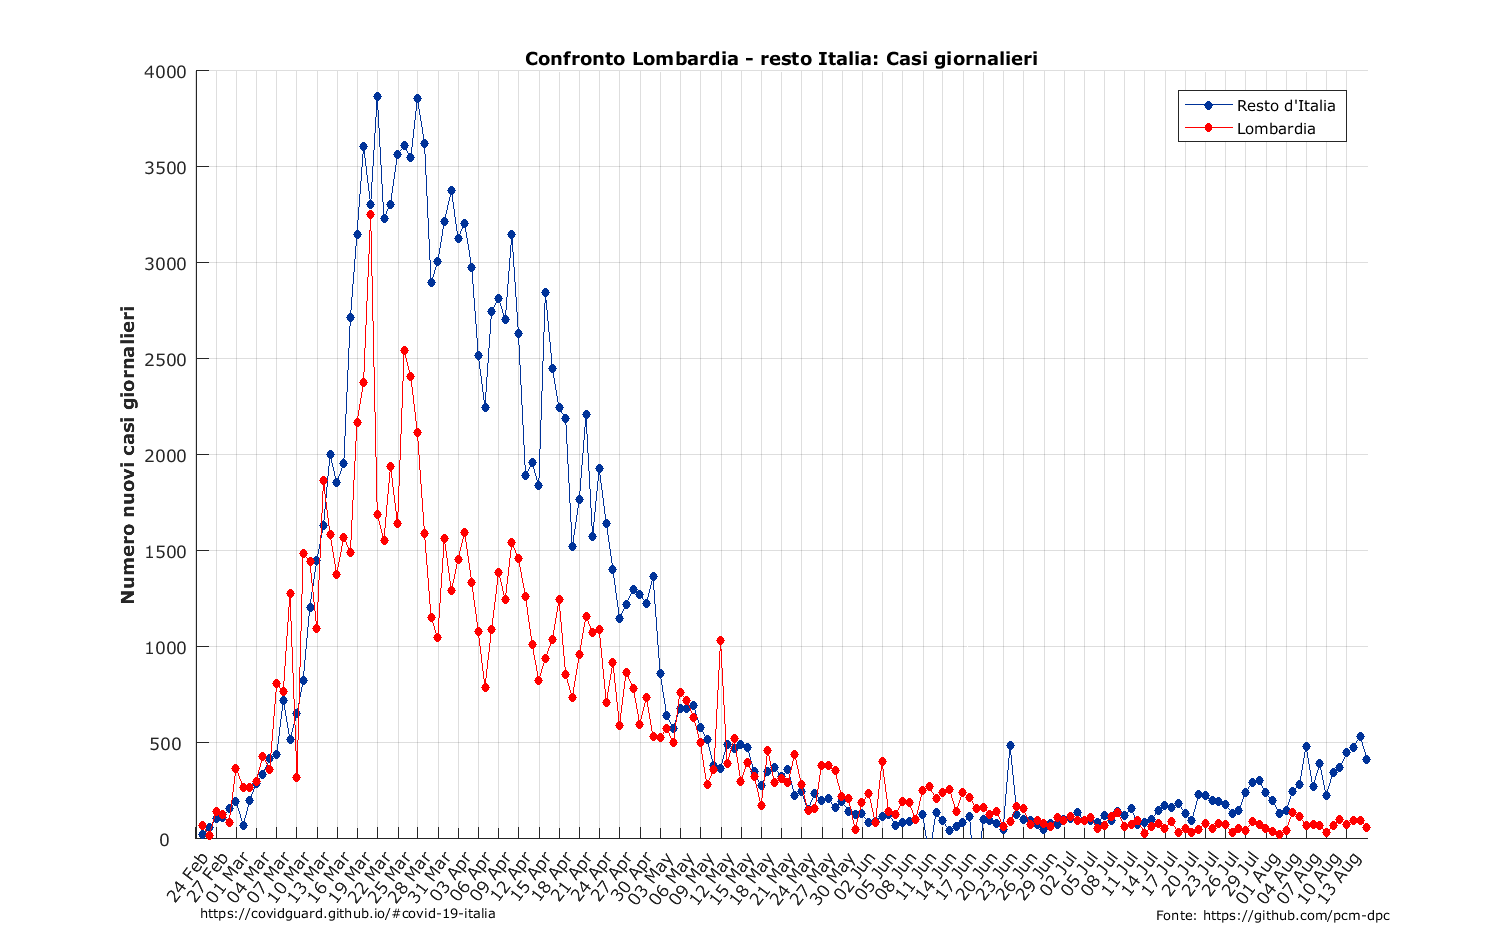 Confronto Lombardia - resto Italia: Casi giornalieri
4000
3500
3000
2500
2000
1500
1000
500
0
Numero nuovi casi giornalieri
Resto d'Italia
Lombardia
24 Feb
27 Feb
01 Mar
04 Mar
07 Mar
10 Mar
13 Mar
16 Mar
19 Mar
22 Mar
25 Mar
28 Mar
31 Mar
03 Apr
06 Apr
09 Apr
12 Apr
15 Apr
18 Apr
21 Apr
24 Apr
27 Apr
30 Apr
03 May
06 May
09 May
12 May
15 May
18 May
21 May
24 May
27 May
30 May
02 Jun
05 Jun
08 Jun
11 Jun
14 Jun
17 Jun
20 Jun
23 Jun
26 Jun
29 Jun
02 Jul
05 Jul
08 Jul
11 Jul
14 Jul
17 Jul
20 Jul
23 Jul
26 Jul
29 Jul
01 Aug
04 Aug
07 Aug
10 Aug
13 Aug
https://covidguard.github.io/#covid-19-italia
Fonte: https://github.com/pcm-dpc